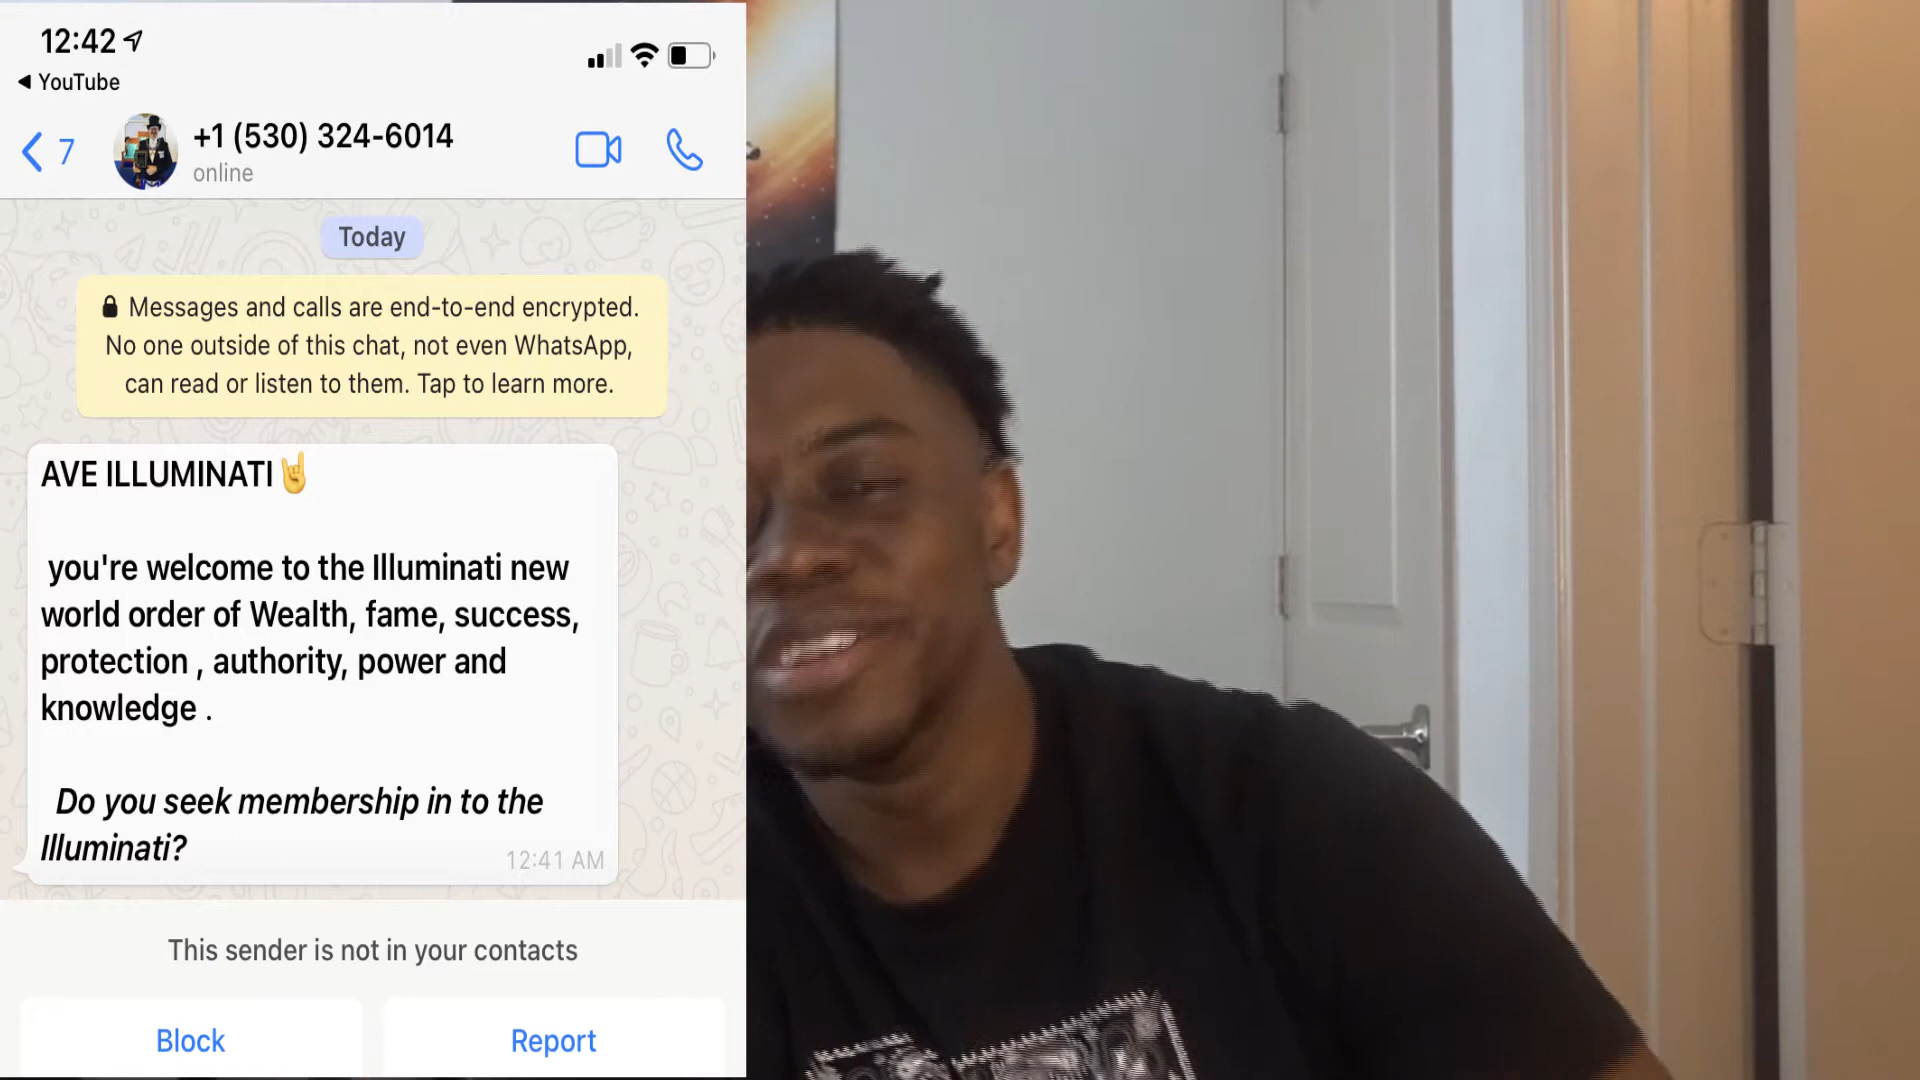 12:42
YouTube
7
+1 (530) 324-6014
online
Today
Messages and calls are end-to-end encrypted.
No one outside of this chat, not even WhatsApp,
can read or listen to them. Tap to learn more.
AVE ILLUMINATI🤘
you're welcome to the Illuminati new
world order of Wealth, fame, success,
protection , authority, power and
knowledge .
Do you seek membership in to the
Illuminati?
12:41 AM
This sender is not in your contacts
Block
Report